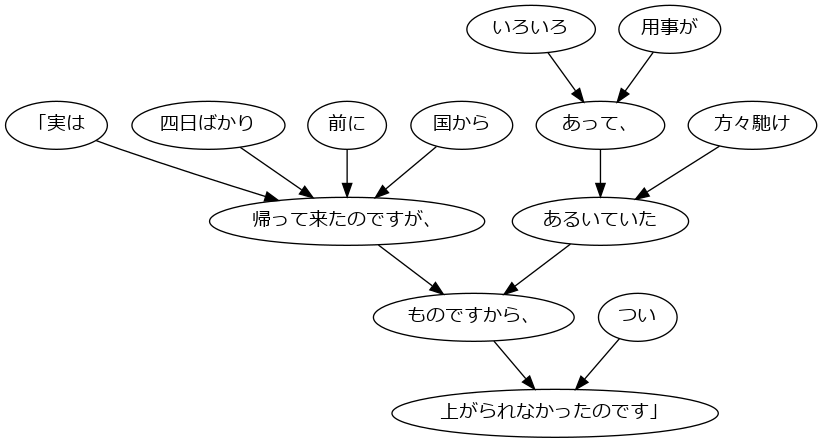 いろいろ 用事が
「実は 四日ばかり 前に 国から あって、 方々馳け
帰って来たのですが、 あるいていた
ものですから、 つい
上がられなかったのです」